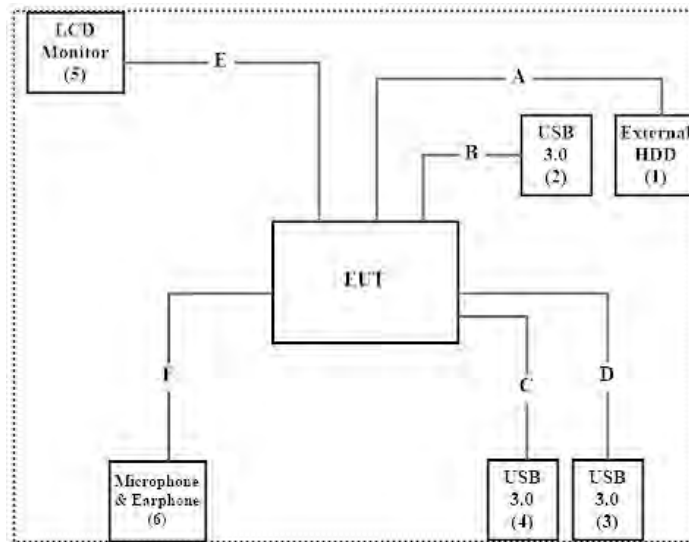 LCD
Monitor
(5)
E
A
B
USB
3.0
(2)
External
HDD
(1)
EUT
F
C
D
Microphone
& Earphone
(6)
USB
3.0
(4)
USB
3.0
(3)